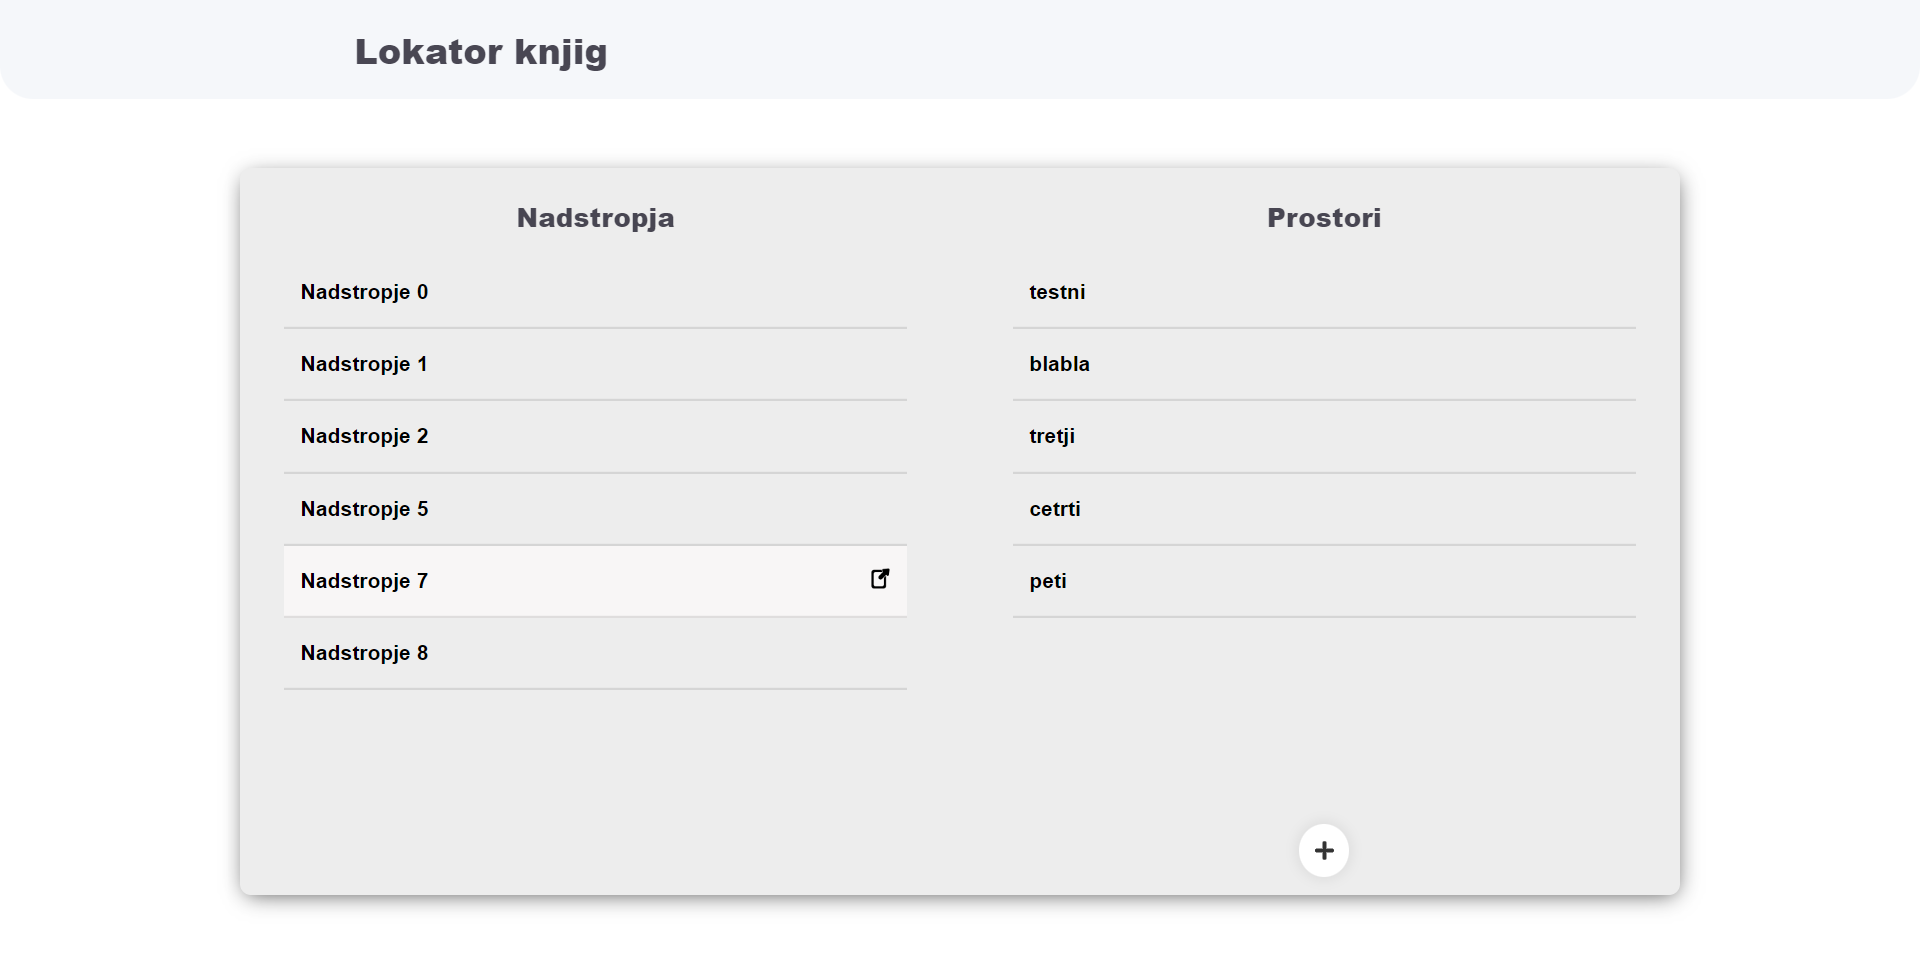 Lokator knjig
Nadstropja
Nadstropje 0
Nadstropje 1
Nadstropje 2
Nadstropje 5
Nadstropje 7
Nadstropje 8
Prostori
testni
blabla
tretji
cetrti
peti